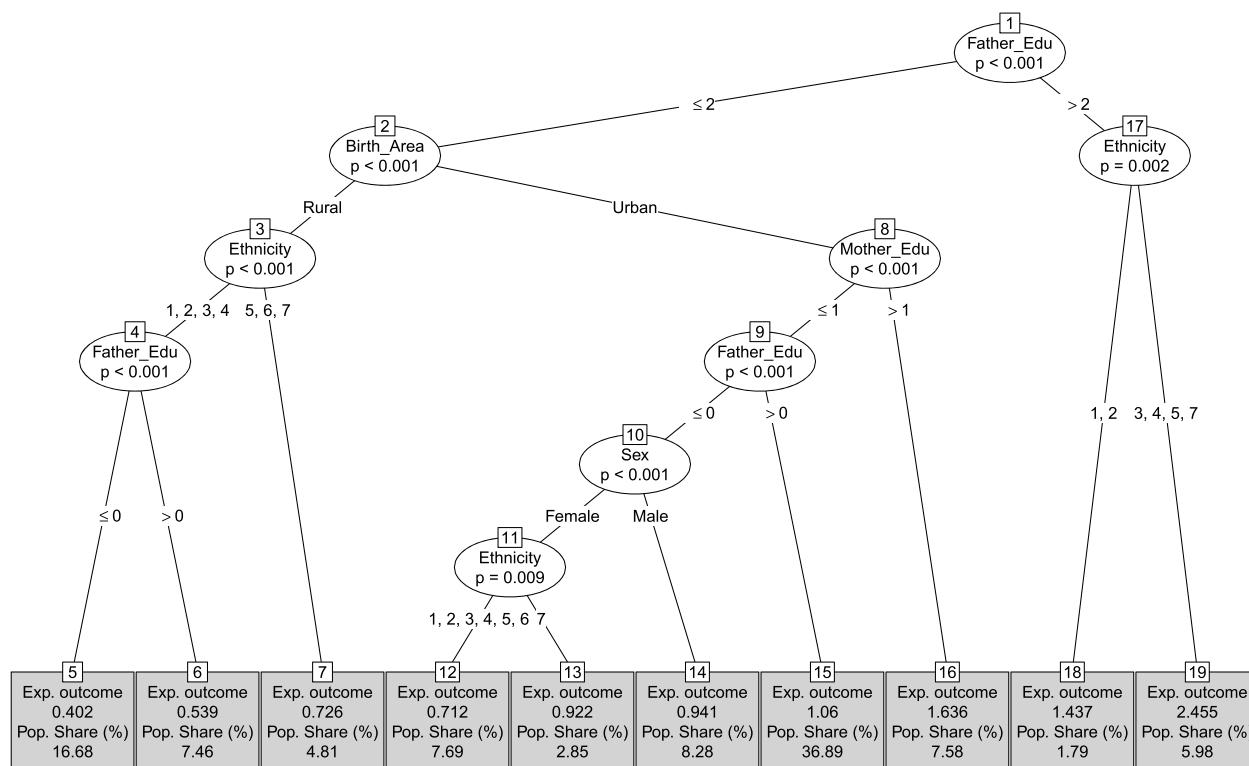 1
Father_Edu
p < 0.001
≤ 2
> 2
2
Birth_Area
p < 0.001
17
Ethnicity
p = 0.002
Rural
Urban
3
Ethnicity
p < 0.001
8
Mother_Edu
p < 0.001
1, 2, 3, 4
5, 6, 7
≤ 1
> 1
4
Father_Edu
p < 0.001
9
Father_Edu
p < 0.001
≤ 0
> 0
1, 2
3, 4, 5, 7
10
Sex
p < 0.001
≤ 0
> 0
Female
Male
11
Ethnicity
p = 0.009
1, 2, 3, 4, 5, 6
7
5
Exp. outcome
0.402
Pop. Share (%)
16.68
6
Exp. outcome
0.539
Pop. Share (%)
7.46
7
Exp. outcome
0.726
Pop. Share (%)
4.81
12
Exp. outcome
0.712
Pop. Share (%)
7.69
13
Exp. outcome
0.922
Pop. Share (%)
2.85
14
Exp. outcome
0.941
Pop. Share (%)
8.28
15
Exp. outcome
1.06
Pop. Share (%)
36.89
16
Exp. outcome
1.636
Pop. Share (%)
7.58
18
Exp. outcome
1.437
Pop. Share (%)
1.79
19
Exp. outcome
2.455
Pop. Share (%)
5.98